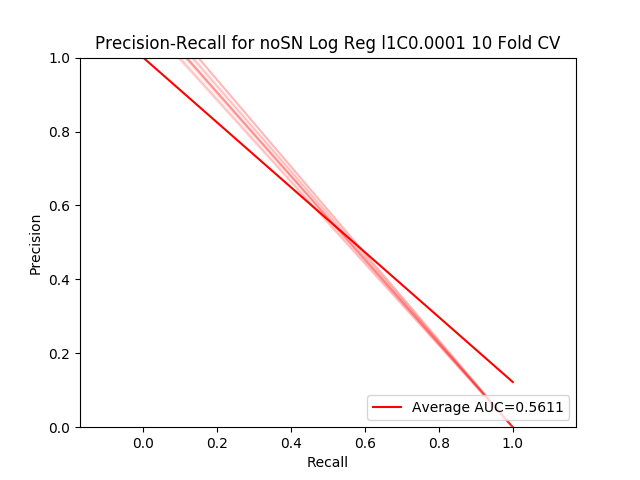 Precision-Recall for noSN Log Reg l1C0.0001 10 Fold CV
1.0
0.8
0.6
0.4
0.2
0.0
Precision
Average AUC=0.5611
0.0 0.2 0.4 0.6 0.8 1.0
Recall